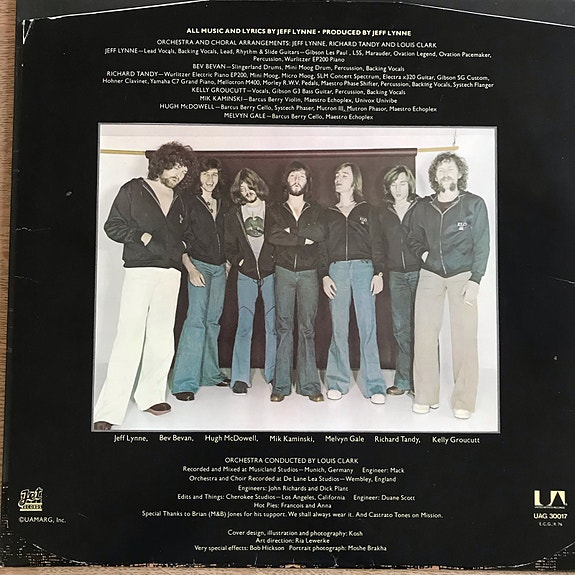 ALL MUSIC AND LYRICS BY JEFF LYNNE • PRODUCED BY JEFF LYNNE
ORCHESTRA AND CHORAL ARRANGEMENTS: JEFF LYNNE, RICHARD TANDY AND LOUIS CLARK
JEFF LYNNE—Lead Vocals, Backing Vocals, Lead, Rhythm & Slide Guitars—Gibson Les Paul, L5S, Marauder, Ovation Legend, Ovation Pacemaker,
Percussion, Wurlitzer EP200 Piano
BEV BEVAN—Slingerland Drums, Mini Moog Drum, Percussion, Backing Vocals
RICHARD TANDY—Wurlitzer Electric Piano EP200, Mini Moog, Micro Moog, SLM Concert Spectrum, Electra x320 Guitar, Gibson SG Custom,
Hohner Clavinet, Yamaha C7 Grand Piano, Mellotron M400, Morley R.W.V. Pedals, Maestro Phase Shifter, Percussion, Backing Vocals, Systech Flanger
KELLY GROUCUTT—Vocals, Gibson G3 Bass Guitar, Percussion, Backing Vocals
MIK KAMINSKI—Barcus Berry Violin, Maestro Echoplex, Univox Univibe
HUGH McDOWELL—Barcus Berry Cello, Systech Phaser, Mutron III, Mutron Phasor, Maestro Echoplex
MELVYN GALE—Barcus Berry Cello, Maestro Echoplex
Jeff Lynne, Bev Bevan, Hugh McDowell, Mik Kaminski, Melvyn Gale Richard Tandy, Kelly Groucutt
ORCHESTRA CONDUCTED BY LOUIS CLARK
Recorded and Mixed at Musicland Studios—Munich, Germany Engineer: Mack
Orchestra and Choir Recorded at De Lane Lea Studios—Wembley, England
Engineers: John Richards and Dick Plant
Edits and Things: Cherokee Studios—Los Angeles, California Engineer: Duane Scott
Hot Pies: Francois and Anna
Special Thanks to Brian (M&B) Jones for his support. We shall always wear it. And Castrato Tones on Mission.
Jet
RECORDS
©UAMARG, Inc.
UA
UAG 30017
E.C.G.R. 76
Cover design, illustration and photography: Kosh
Art direction: Ria Lewerke
Very special effects: Bob Hickson Portrait photograph: Moshe Brakha